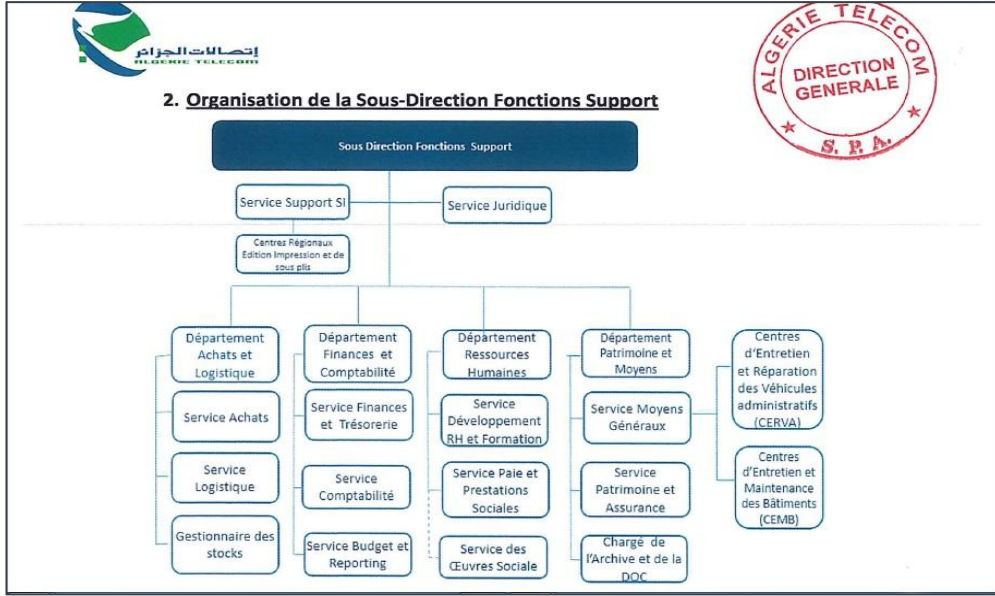 إتصالات الجزائر
ALGERIE TELECOM
ALGERIE TELECOM
DIRECTION
GENERALE
S. P. A.
2. Organisation de la Sous-Direction Fonctions Support
Sous Direction Fonctions Support
Service Support SI
Service Juridique
Centres Régionaux
Edition Impression et de
sous plis
Département
Achats et
Logistique
Service Achats
Service
Logistique
Gestionnaire des
stocks
Département
Finances et
Comptabilité
Service Finances
et Trésorerie
Service
Comptabilité
Service Budget et
Reporting
Département
Ressources
Humaines
Service
Développement
RH et Formation
Service Paie et
Prestations
Sociales
Service des
Œuvres Sociale
Département
Patrimoine et
Moyens
Service Moyens
Généraux
Service
Patrimoine et
Assurance
Chargé de
l'Archive et de la
DOC
Centres
d'Entretien
et Réparation
des Véhicules
administratifs
(CERVA)
Centres
d'Entretien et
Maintenance
des Bâtiments
(CEMB)